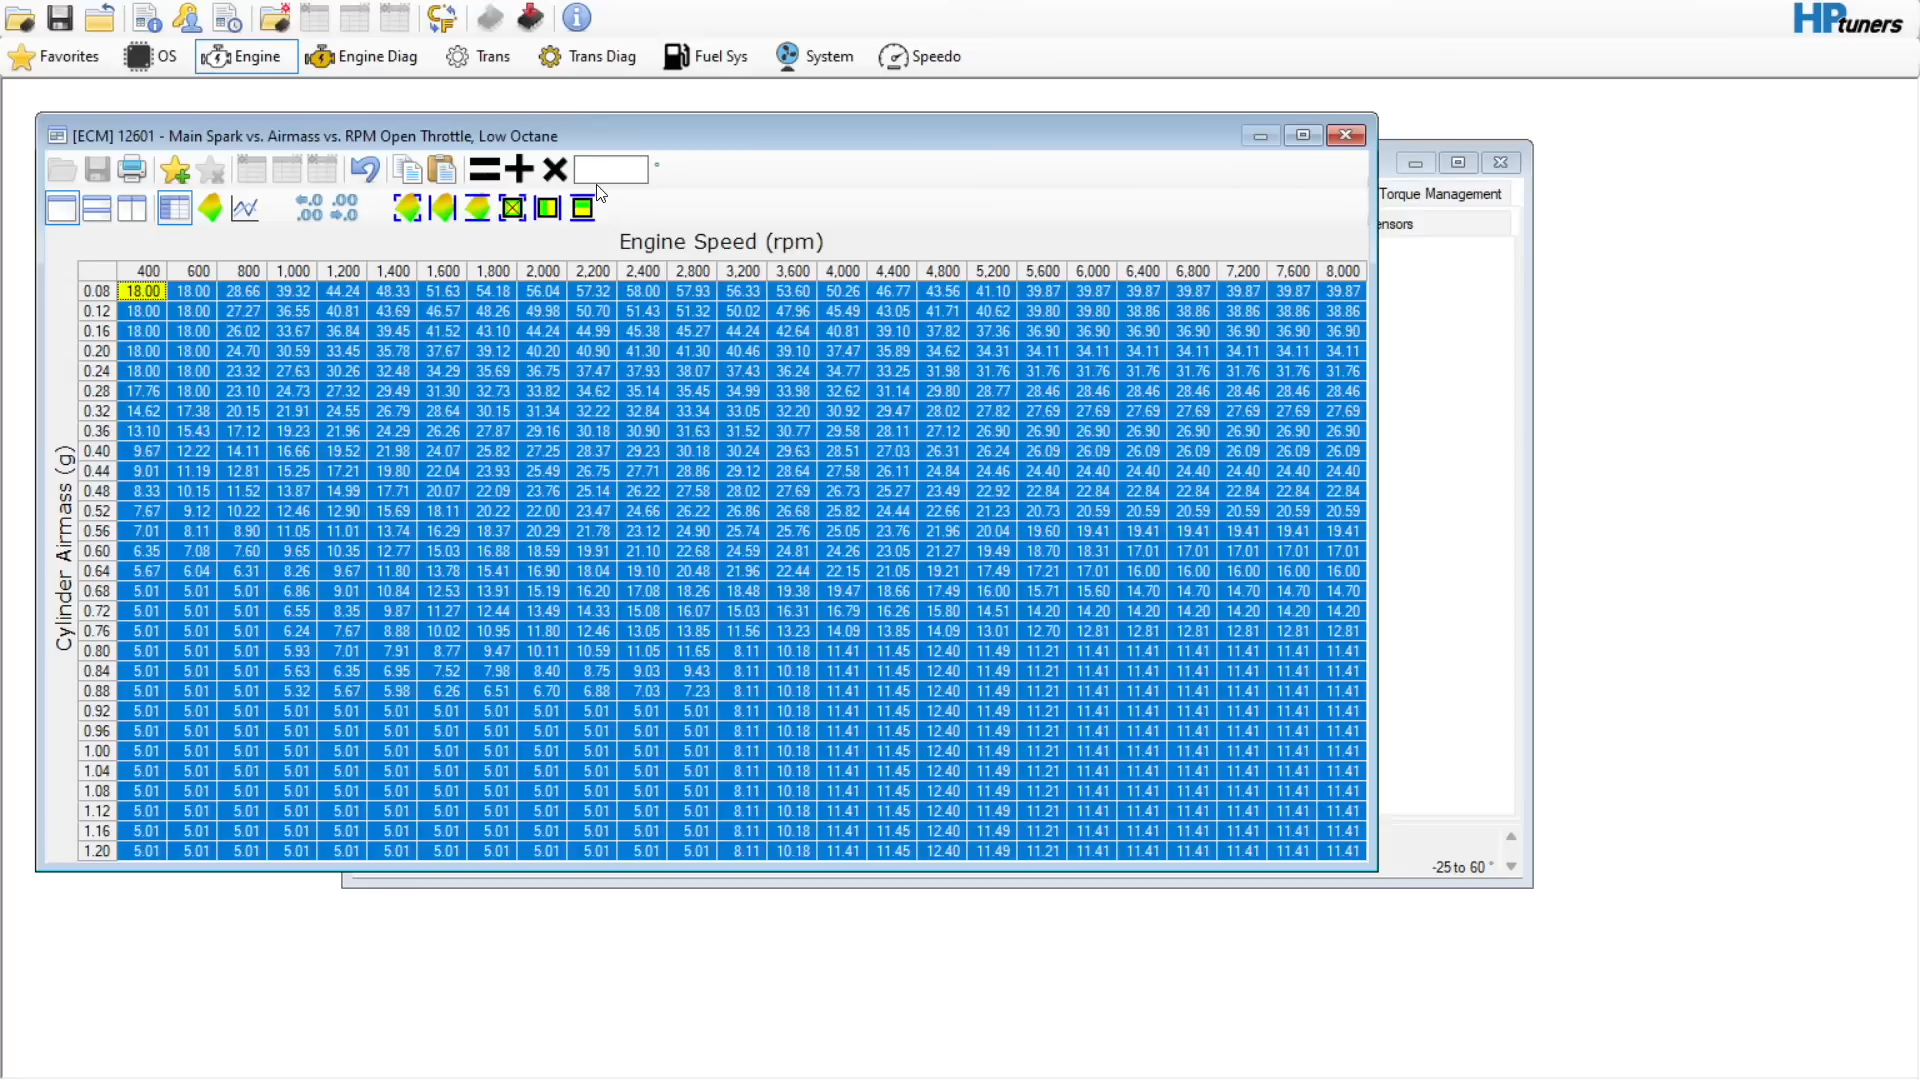 HPtuners
Favorites OS Engine Engine Diag Trans Trans Diag Fuel Sys System Speedo
[ECM] 12601 - Main Spark vs. Airmass vs. RPM Open Throttle, Low Octane
Torque Management
ensors
Engine Speed (rpm)
Cylinder Airmass (g)
400 600 800 1,000 1,200 1,400 1,600 1,800 2,000 2,200 2,400 2,800 3,200 3,600 4,000 4,400 4,800 5,200 5,600 6,000 6,400 6,800 7,200 7,600 8,000
0.08 18.00 18.00 28.66 39.32 44.24 48.33 51.63 54.18 56.04 57.32 58.00 57.93 56.33 53.60 50.26 46.77 43.56 41.10 39.87 39.87 39.87 39.87 39.87 39.87 39.87
0.12 18.00 18.00 27.27 36.55 40.81 43.69 46.57 48.26 49.98 50.70 51.43 51.32 50.02 47.96 45.49 43.05 41.71 40.62 39.80 39.80 38.86 38.86 38.86 38.86 38.86
0.16 18.00 18.00 26.02 33.67 36.84 39.45 41.52 43.10 44.24 44.99 45.38 45.27 44.24 42.64 40.81 39.10 37.82 37.36 36.90 36.90 36.90 36.90 36.90 36.90 36.90
0.20 18.00 18.00 24.70 30.59 33.45 35.78 37.67 39.12 40.20 40.90 41.30 41.30 40.46 39.10 37.47 35.89 34.62 34.31 34.11 34.11 34.11 34.11 34.11 34.11 34.11
0.24 18.00 18.00 23.32 27.63 30.26 32.48 34.29 35.69 36.75 37.47 37.93 38.07 37.43 36.24 34.77 33.25 31.98 31.76 31.76 31.76 31.76 31.76 31.76 31.76 31.76
0.28 17.76 18.00 23.10 24.73 27.32 29.49 31.30 32.73 33.82 34.62 35.14 35.45 34.99 33.98 32.62 31.14 29.80 28.77 28.46 28.46 28.46 28.46 28.46 28.46 28.46
0.32 14.62 17.38 20.15 21.91 24.55 26.79 28.64 30.15 31.34 32.22 32.84 33.34 33.05 32.20 30.92 29.47 28.02 27.82 27.69 27.69 27.69 27.69 27.69 27.69 27.69
0.36 13.10 15.43 17.12 19.23 21.96 24.29 26.26 27.87 29.16 30.18 30.90 31.63 31.52 30.77 29.58 28.11 27.12 26.90 26.90 26.90 26.90 26.90 26.90 26.90 26.90
0.40 9.67 12.22 14.11 16.66 19.52 21.98 24.07 25.82 27.25 28.37 29.23 30.18 30.24 29.63 28.51 27.03 26.31 26.24 26.09 26.09 26.09 26.09 26.09 26.09 26.09
0.44 9.01 11.19 12.81 15.25 17.21 19.80 22.04 23.93 25.49 26.75 27.71 28.86 29.12 28.64 27.58 26.11 24.84 24.46 24.40 24.40 24.40 24.40 24.40 24.40 24.40
0.48 8.33 10.15 11.52 13.87 14.99 17.71 20.07 22.09 23.76 25.14 26.22 27.58 28.02 27.69 26.73 25.27 23.49 22.92 22.84 22.84 22.84 22.84 22.84 22.84 22.84
0.52 7.67 9.12 10.22 12.46 12.90 15.69 18.11 20.22 22.00 23.47 24.66 26.22 26.86 26.68 25.82 24.44 22.66 21.23 20.73 20.59 20.59 20.59 20.59 20.59 20.59
0.56 7.01 8.11 8.90 11.05 11.01 13.74 16.29 18.37 20.29 21.78 23.12 24.90 25.74 25.76 25.05 23.76 21.96 20.04 19.60 19.41 19.41 19.41 19.41 19.41 19.41
0.60 6.35 7.08 7.60 9.65 10.35 12.77 15.03 16.88 18.59 19.91 21.10 22.68 24.59 24.81 24.26 23.05 21.27 19.49 18.70 18.31 17.01 17.01 17.01 17.01 17.01
0.64 5.67 6.04 6.31 8.26 9.67 11.80 13.78 15.41 16.90 18.04 19.10 20.48 21.96 22.44 22.15 21.05 19.21 17.49 17.21 17.01 16.00 16.00 16.00 16.00 16.00
0.68 5.01 5.01 5.01 6.86 9.01 10.84 12.53 13.91 15.19 16.20 17.08 18.26 18.48 19.38 19.47 18.66 17.49 16.00 15.71 15.60 14.70 14.70 14.70 14.70 14.70
0.72 5.01 5.01 5.01 6.55 8.35 9.87 11.27 12.44 13.49 14.33 15.08 16.07 15.03 16.31 16.79 16.26 15.80 14.51 14.20 14.20 14.20 14.20 14.20 14.20 14.20
0.76 5.01 5.01 5.01 6.24 7.67 8.88 10.02 10.95 11.80 12.46 13.05 13.85 11.56 13.23 14.09 13.85 14.09 13.01 12.70 12.81 12.81 12.81 12.81 12.81 12.81
0.80 5.01 5.01 5.01 5.93 7.01 7.91 8.77 9.47 10.11 10.59 11.05 11.65 8.11 10.18 11.41 11.45 12.40 11.49 11.21 11.41 11.41 11.41 11.41 11.41 11.41
0.84 5.01 5.01 5.01 5.63 6.35 6.95 7.52 7.98 8.40 8.75 9.03 9.43 8.11 10.18 11.41 11.45 12.40 11.49 11.21 11.41 11.41 11.41 11.41 11.41 11.41
0.88 5.01 5.01 5.01 5.32 5.67 5.98 6.26 6.51 6.70 6.88 7.03 7.23 8.11 10.18 11.41 11.45 12.40 11.49 11.21 11.41 11.41 11.41 11.41 11.41 11.41
0.92 5.01 5.01 5.01 5.01 5.01 5.01 5.01 5.01 5.01 5.01 5.01 5.01 8.11 10.18 11.41 11.45 12.40 11.49 11.21 11.41 11.41 11.41 11.41 11.41 11.41
0.96 5.01 5.01 5.01 5.01 5.01 5.01 5.01 5.01 5.01 5.01 5.01 5.01 8.11 10.18 11.41 11.45 12.40 11.49 11.21 11.41 11.41 11.41 11.41 11.41 11.41
1.00 5.01 5.01 5.01 5.01 5.01 5.01 5.01 5.01 5.01 5.01 5.01 5.01 8.11 10.18 11.41 11.45 12.40 11.49 11.21 11.41 11.41 11.41 11.41 11.41 11.41
1.04 5.01 5.01 5.01 5.01 5.01 5.01 5.01 5.01 5.01 5.01 5.01 5.01 8.11 10.18 11.41 11.45 12.40 11.49 11.21 11.41 11.41 11.41 11.41 11.41 11.41
1.08 5.01 5.01 5.01 5.01 5.01 5.01 5.01 5.01 5.01 5.01 5.01 5.01 8.11 10.18 11.41 11.45 12.40 11.49 11.21 11.41 11.41 11.41 11.41 11.41 11.41
1.12 5.01 5.01 5.01 5.01 5.01 5.01 5.01 5.01 5.01 5.01 5.01 5.01 8.11 10.18 11.41 11.45 12.40 11.49 11.21 11.41 11.41 11.41 11.41 11.41 11.41
1.16 5.01 5.01 5.01 5.01 5.01 5.01 5.01 5.01 5.01 5.01 5.01 5.01 8.11 10.18 11.41 11.45 12.40 11.49 11.21 11.41 11.41 11.41 11.41 11.41 11.41
1.20 5.01 5.01 5.01 5.01 5.01 5.01 5.01 5.01 5.01 5.01 5.01 5.01 8.11 10.18 11.41 11.45 12.40 11.49 11.21 11.41 11.41 11.41 11.41 11.41 11.41
-25 to 60 °